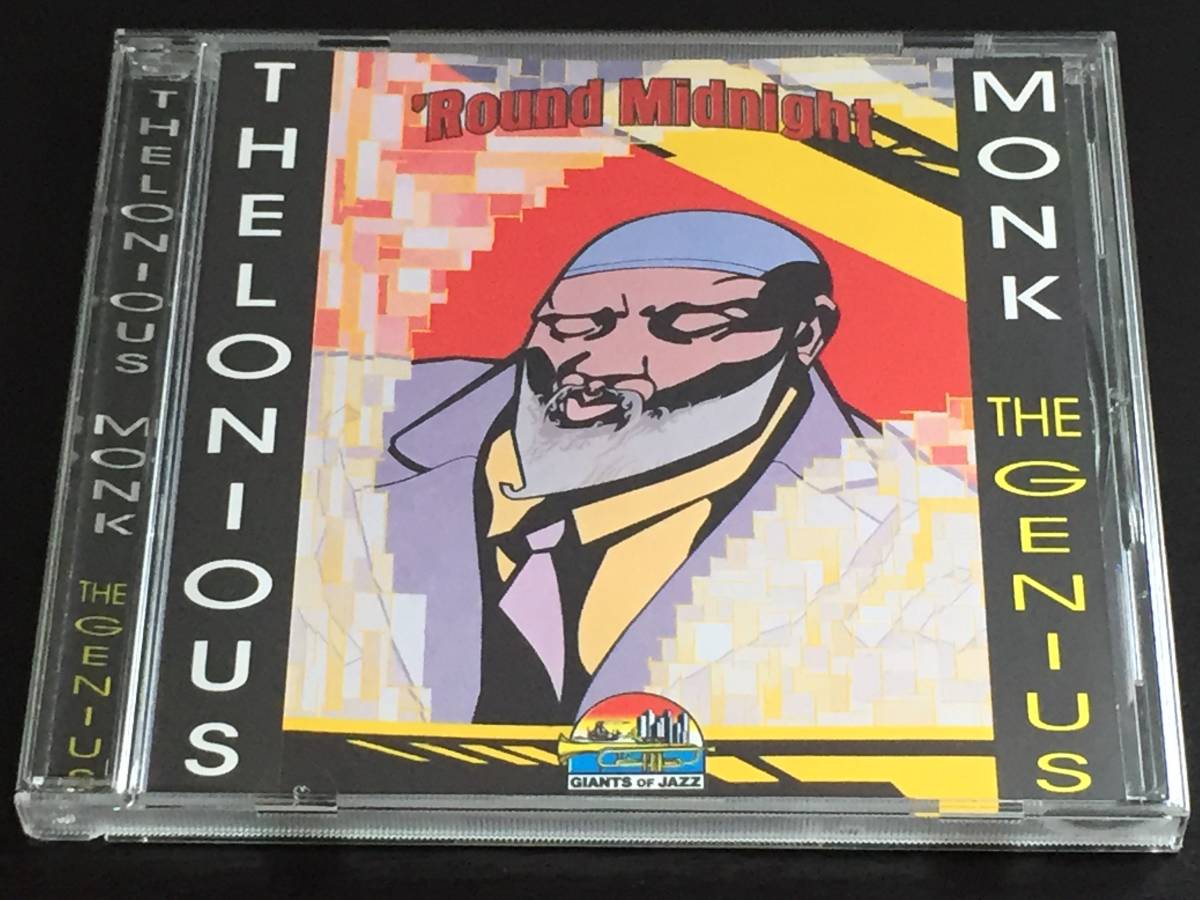 THELONIOUS MONK THE GENIUS
THELONIOUS
'Round Midnight
MONK
THE
GENIUS
GIANTS OF JAZZ